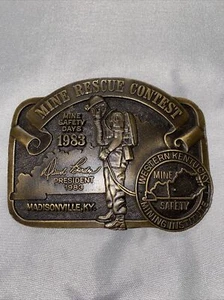 MINE RESCUE CONTEST
MINE
SAFETY
DAYS
1983
PRESIDENT
1983
MADISONVILLE, KY
WESTERN KENTUCKY
MINE
SAFETY
MINING INSTITUTE